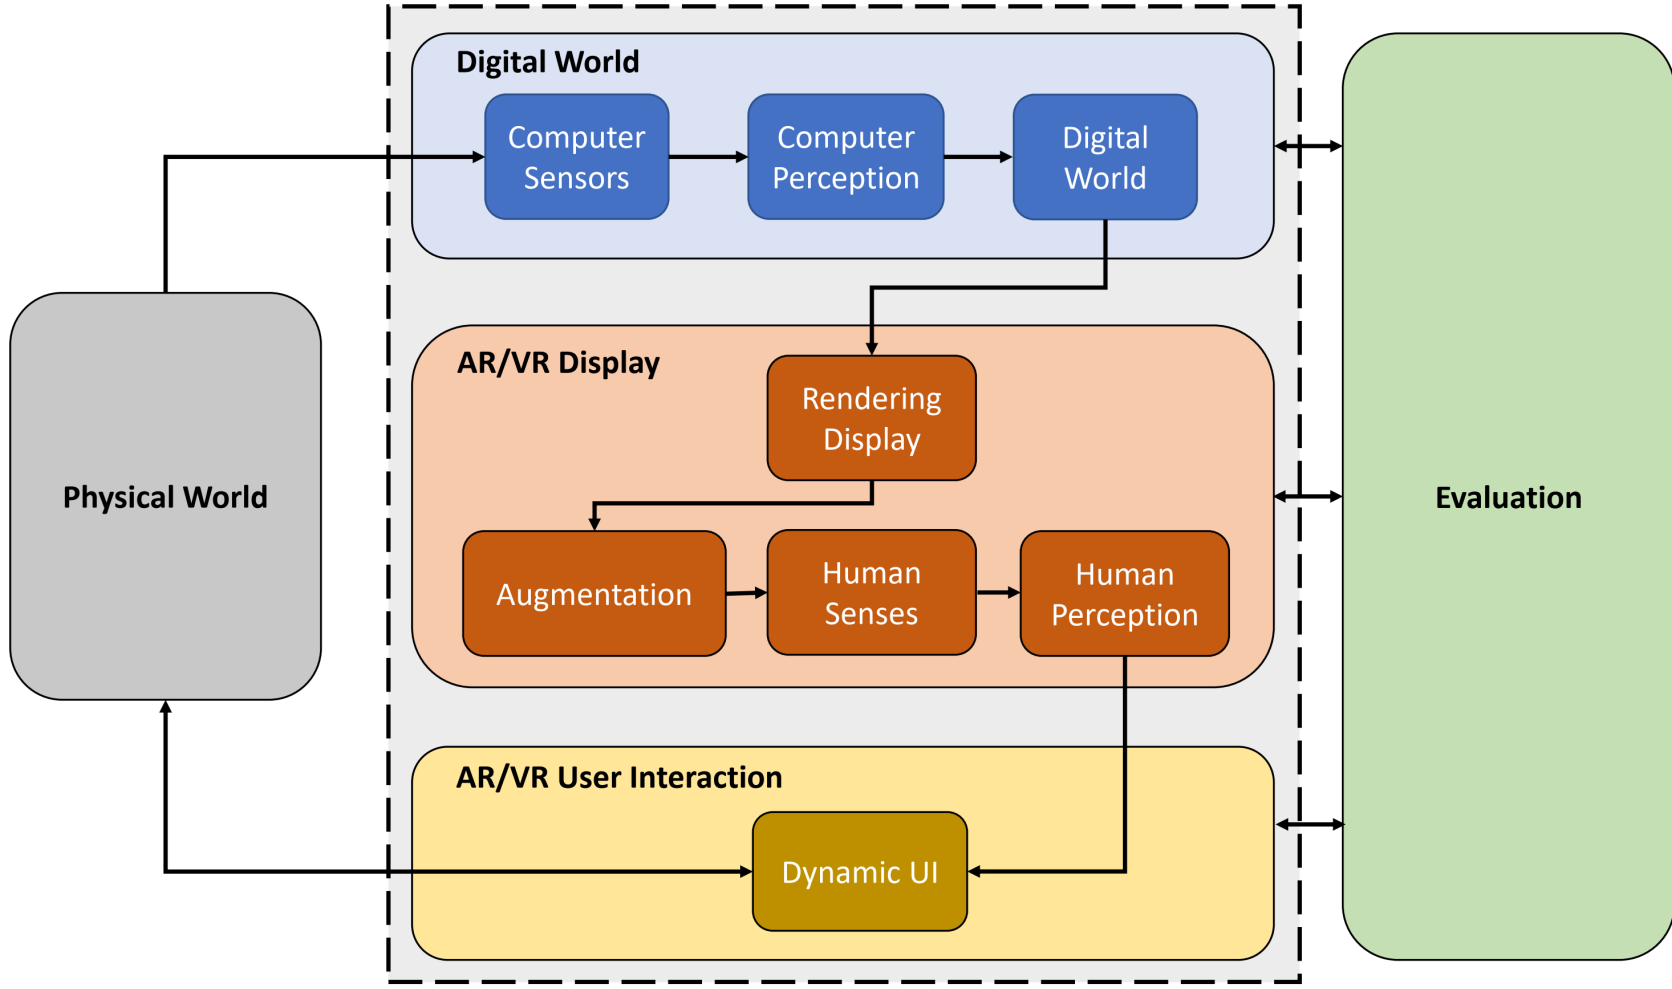 Digital World
Computer
Sensors
Computer
Perception
Digital
World
AR/VR Display
Rendering
Display
Physical World
Evaluation
Augmentation
Human
Senses
Human
Perception
AR/VR User Interaction
Dynamic UI